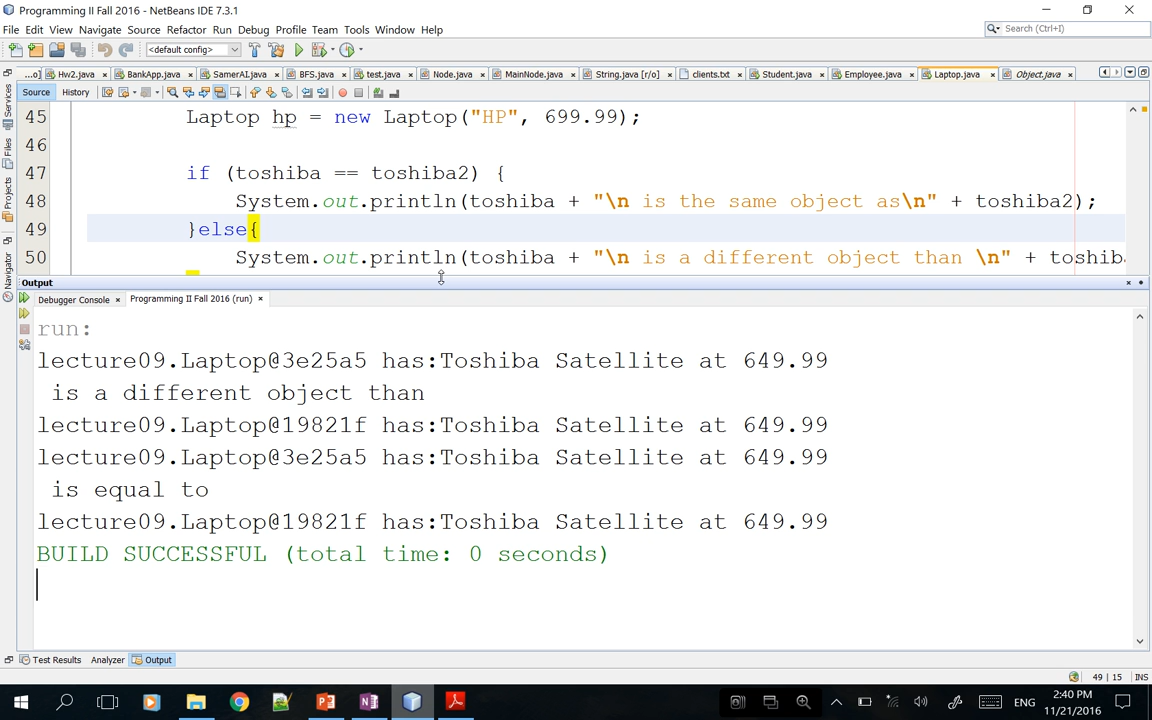 Programming II Fall 2016 - NetBeans IDE 7.3.1
File Edit View Navigate Source Refactor Run Debug Profile Team Tools Window Help
Search (Ctrl+I)
<default config>
...o] Hw2.java × BankApp.java × SamerAI.java × BFS.java × test.java × Node.java × MainNode.java × String.java [r/o] × clients.txt × Student.java × Employee.java × Laptop.java × Object.java ×
Source History
45 Laptop hp = new Laptop("HP", 699.99);
46
47 if (toshiba == toshiba2) {
48 System.out.println(toshiba + "\n is the same object as\n" + toshiba2);
49 }else{
50 System.out.println(toshiba + "\n is a different object than \n" + toshib
Services
Files
Projects
Navigator
Output
Debugger Console × Programming II Fall 2016 (run) ×
run:
lecture09.Laptop@3e25a5 has:Toshiba Satellite at 649.99
is a different object than
lecture09.Laptop@19821f has:Toshiba Satellite at 649.99
lecture09.Laptop@3e25a5 has:Toshiba Satellite at 649.99
is equal to
lecture09.Laptop@19821f has:Toshiba Satellite at 649.99
BUILD SUCCESSFUL (total time: 0 seconds)
Test Results Analyzer Output
49 | 15 INS
ENG
2:40 PM
11/21/2016